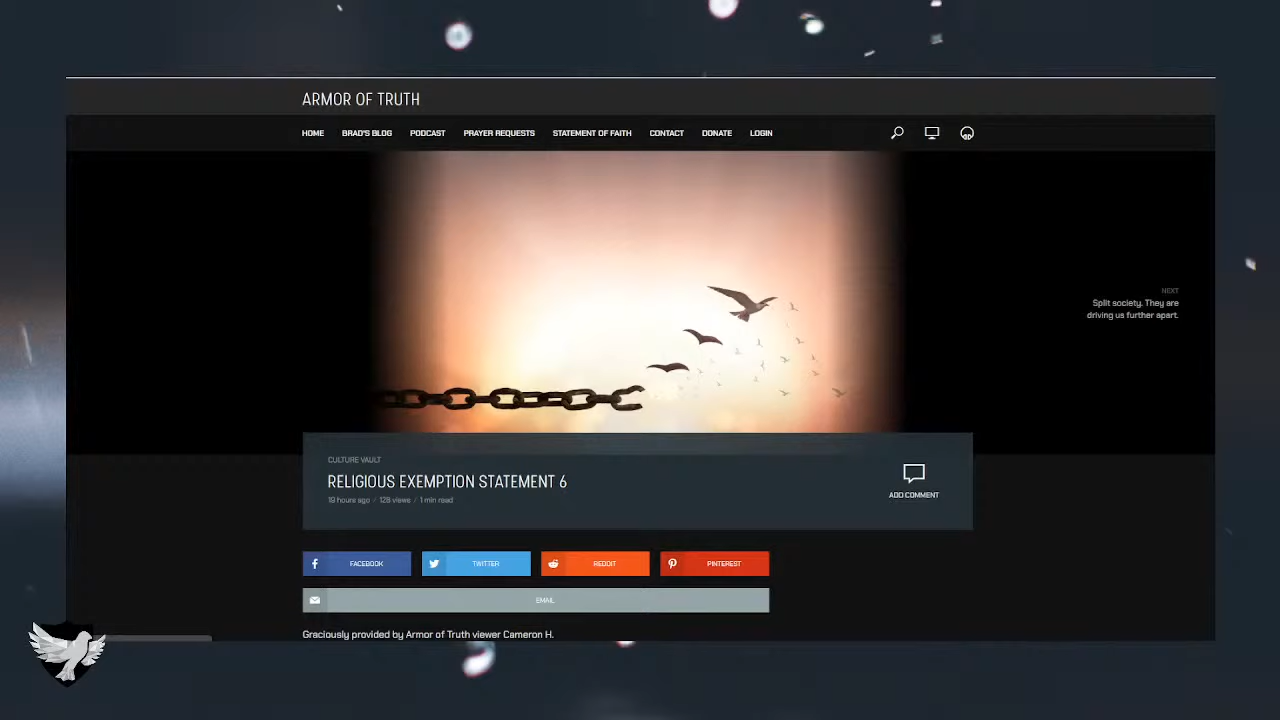 ARMOR OF TRUTH
HOME BRAD'S BLOG PODCAST PRAYER REQUESTS STATEMENT OF FAITH CONTACT DONATE LOGIN
NEXT
Split society. They are
driving us further apart.
CULTURE VAULT
RELIGIOUS EXEMPTION STATEMENT 6
19 hours ago / 128 views / 1 min read
ADD COMMENT
FACEBOOK TWITTER REDDIT PINTEREST
EMAIL
Graciously provided by Armor of Truth viewer Cameron H.